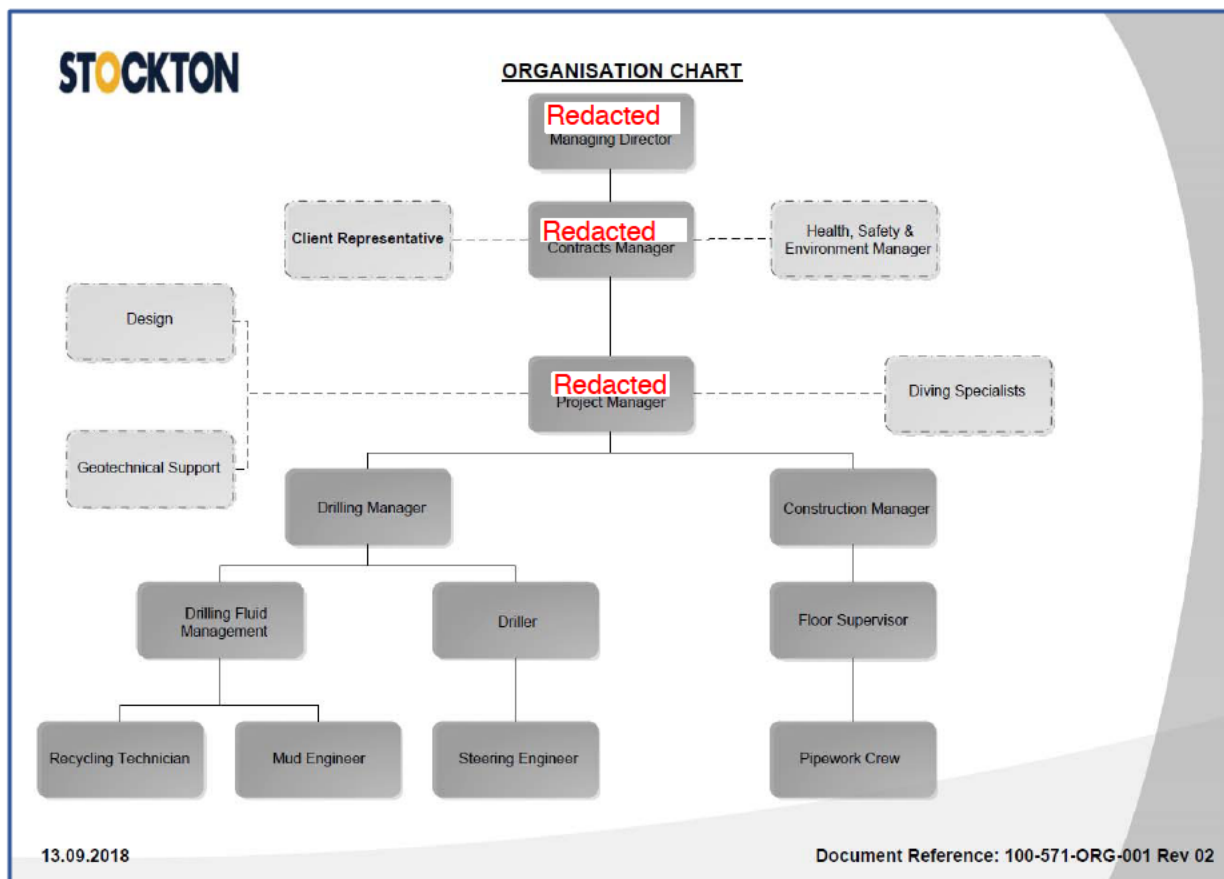 STOCKTON
ORGANISATION CHART
Redacted
Managing Director
Client Representative
Redacted
Contracts Manager
Health, Safety &
Environment Manager
Design
Redacted
Project Manager
Diving Specialists
Geotechnical Support
Drilling Manager
Construction Manager
Drilling Fluid
Management
Driller
Floor Supervisor
Recycling Technician
Mud Engineer
Steering Engineer
Pipework Crew
13.09.2018
Document Reference: 100-571-ORG-001 Rev 02